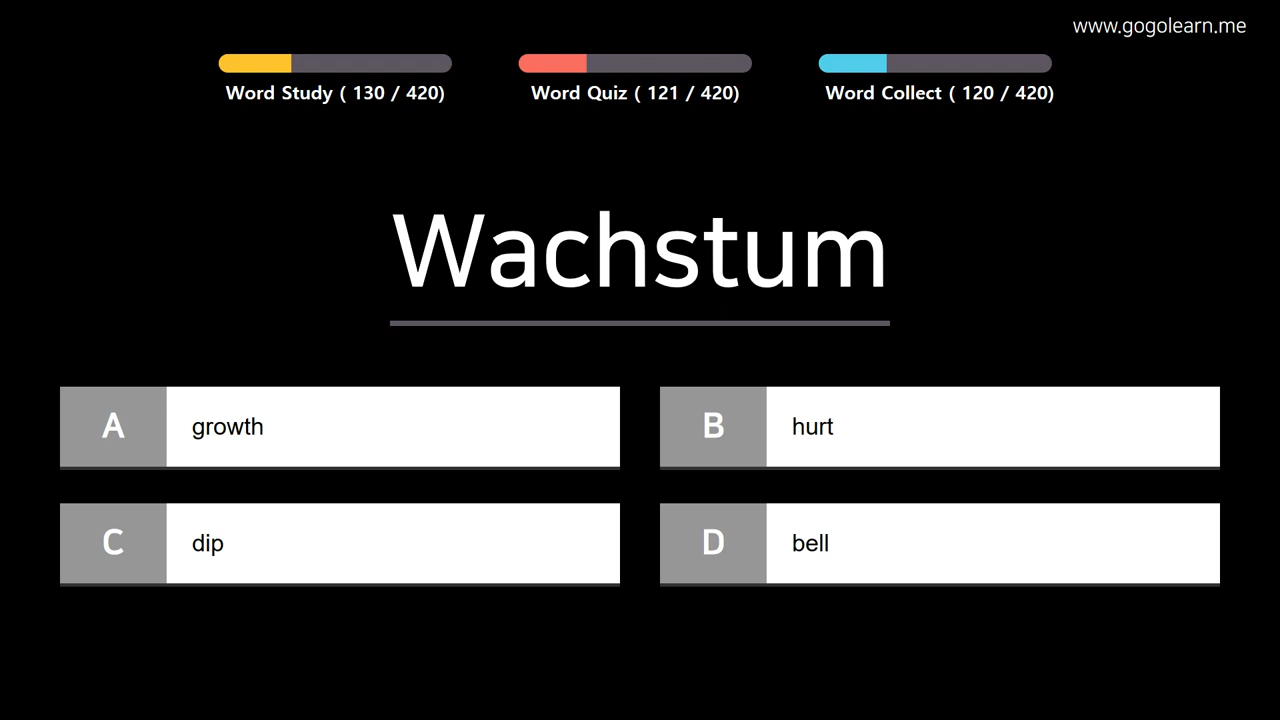 www.gogolearn.me
Word Study ( 130 / 420)
Word Quiz ( 121 / 420)
Word Collect ( 120 / 420)
Wachstum
A growth
B hurt
C dip
D bell